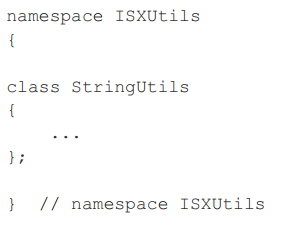 namespace ISXUtils
{
class StringUtils
{
    ...
};
}  // namespace ISXUtils